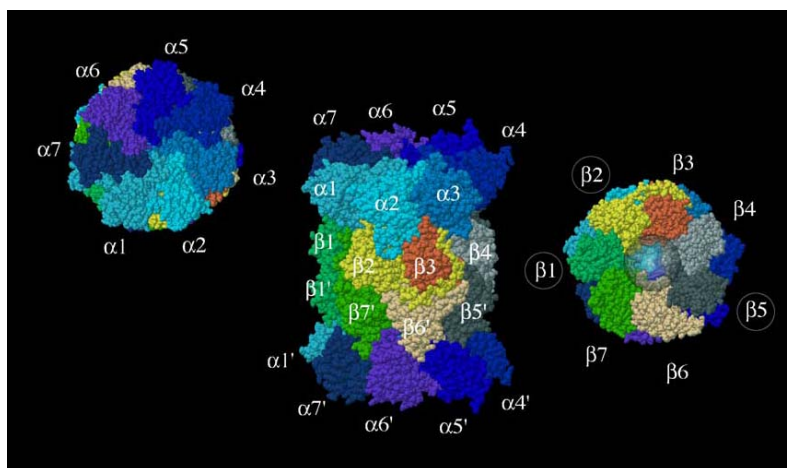 α5
α6
α4
α7
α3
α1
α2
α7
α6
α5
α4
α1
α2
α3
β1
β2
β3
β4
β1'
β7'
β6'
β5'
α1'
α7'
α6'
α5'
α4'
β2
β3
β4
β1
β5
β7
β6